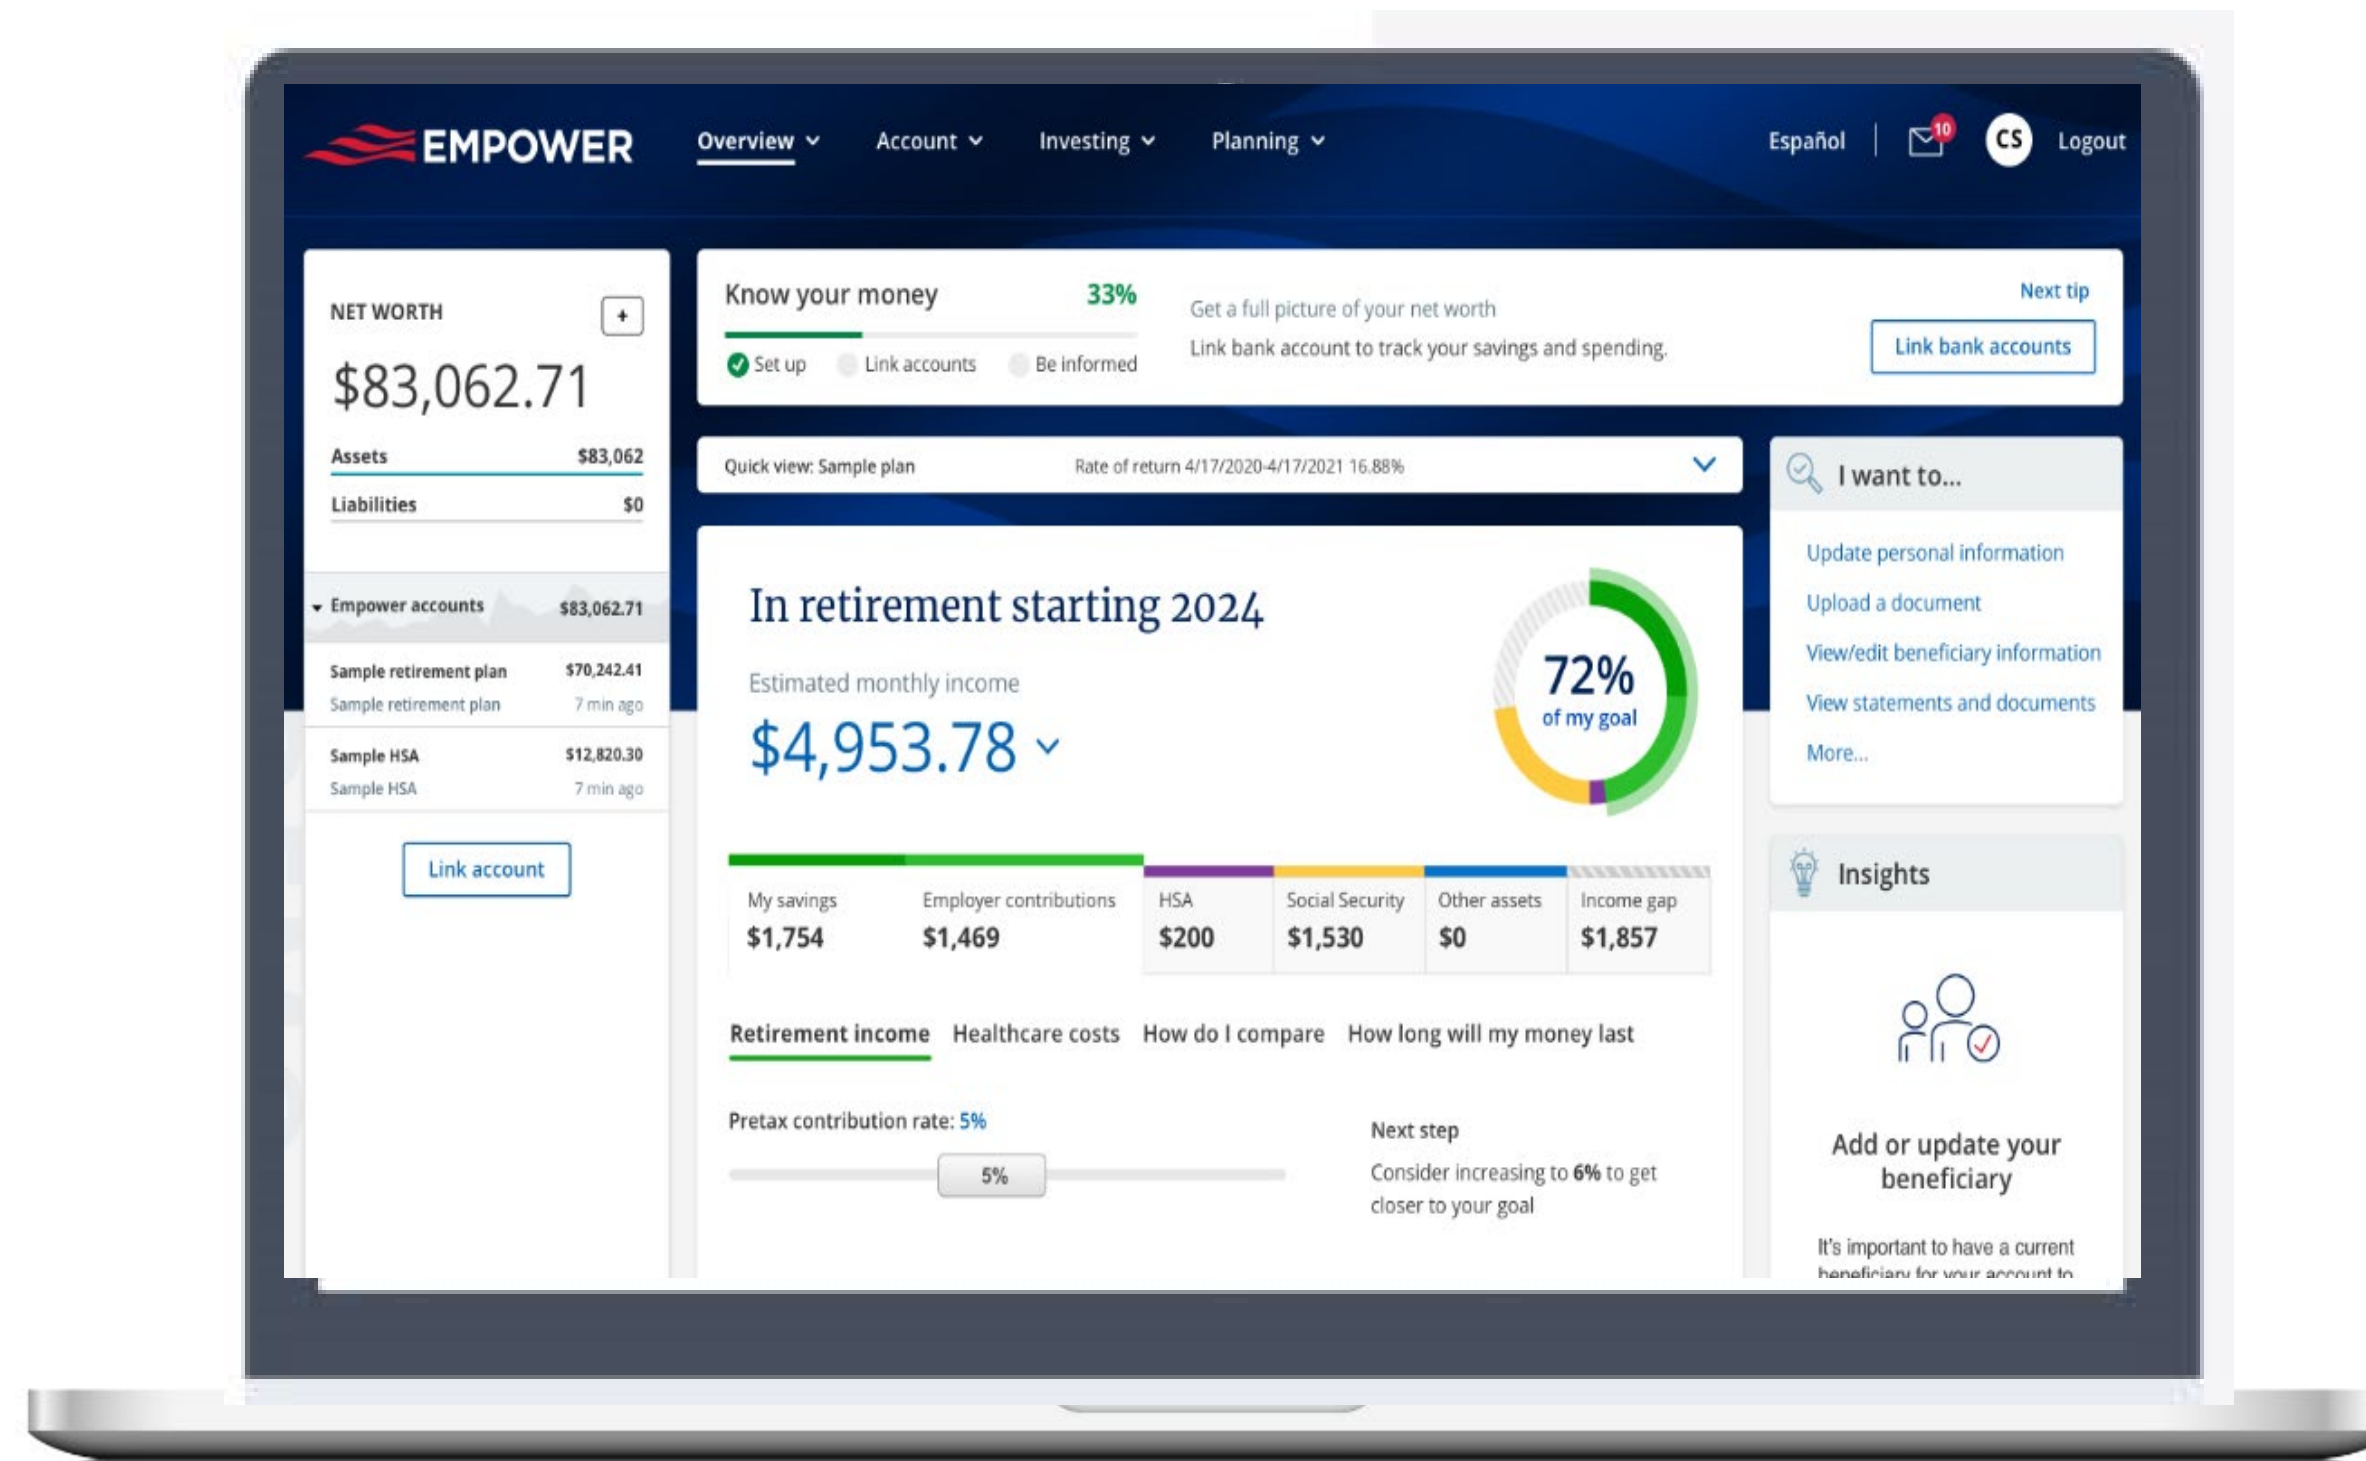 EMPOWER
Overview
Account
Investing
Planning
Español
10
CS
Logout
NET WORTH
+
$83,062.71
Assets $83,062
Liabilities $0
Empower accounts $83,062.71
Sample retirement plan $70,242.41
Sample retirement plan 7 min ago
Sample HSA $12,820.30
Sample HSA 7 min ago
Link account
Know your money 33%
Set up Link accounts Be informed
Get a full picture of your net worth
Link bank account to track your savings and spending.
Next tip
Link bank accounts
Quick view: Sample plan Rate of return 4/17/2020-4/17/2021 16.88%
In retirement starting 2024
Estimated monthly income
$4,953.78
72%
of my goal
My savings Employer contributions HSA Social Security Other assets Income gap
$1,754 $1,469 $200 $1,530 $0 $1,857
Retirement income Healthcare costs How do I compare How long will my money last
Pretax contribution rate: 5%
5%
Next step
Consider increasing to 6% to get
closer to your goal
I want to...
Update personal information
Upload a document
View/edit beneficiary information
View statements and documents
More...
Insights
Add or update your
beneficiary
It's important to have a current
beneficiary for your account to